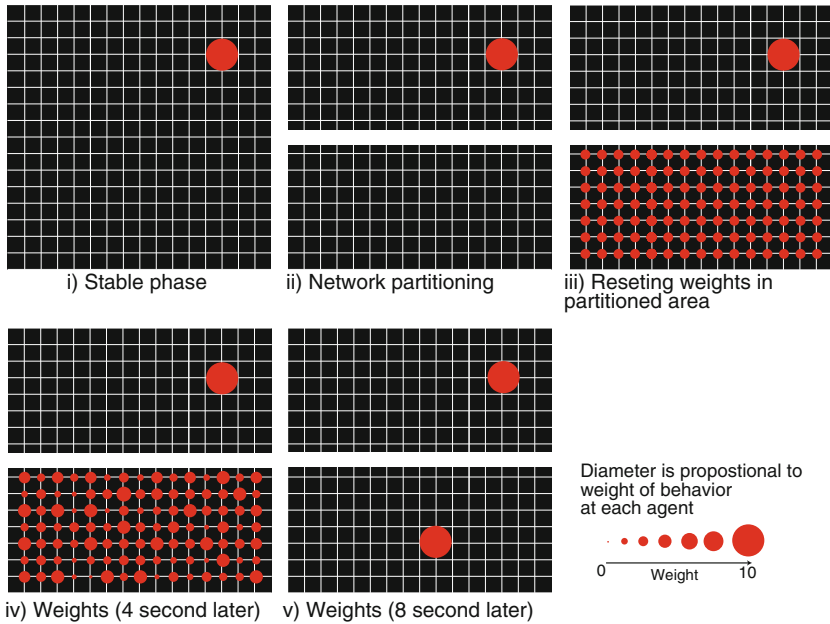 i) Stable phase
ii) Network partitioning
iii) Reseting weights in
partitioned area
iv) Weights (4 second later)
v) Weights (8 second later)
Diameter is propostional to
weight of behavior
at each agent
0
Weight
10